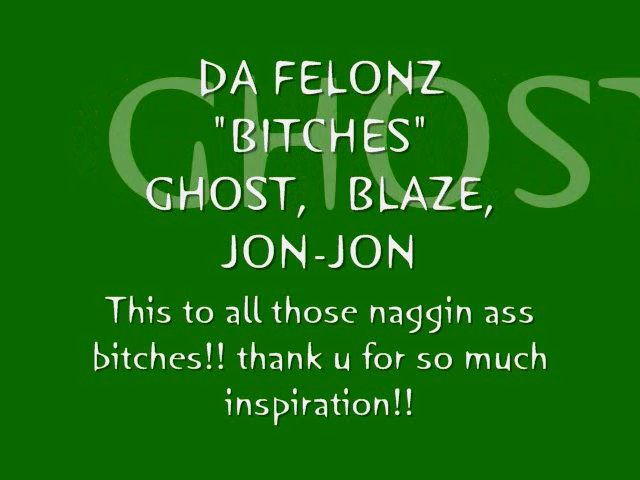 GHOST
DA FELONZ
"BITCHES"
GHOST, BLAZE,
JON-JON
This to all those naggin ass
bitches!! thank u for so much
inspiration!!